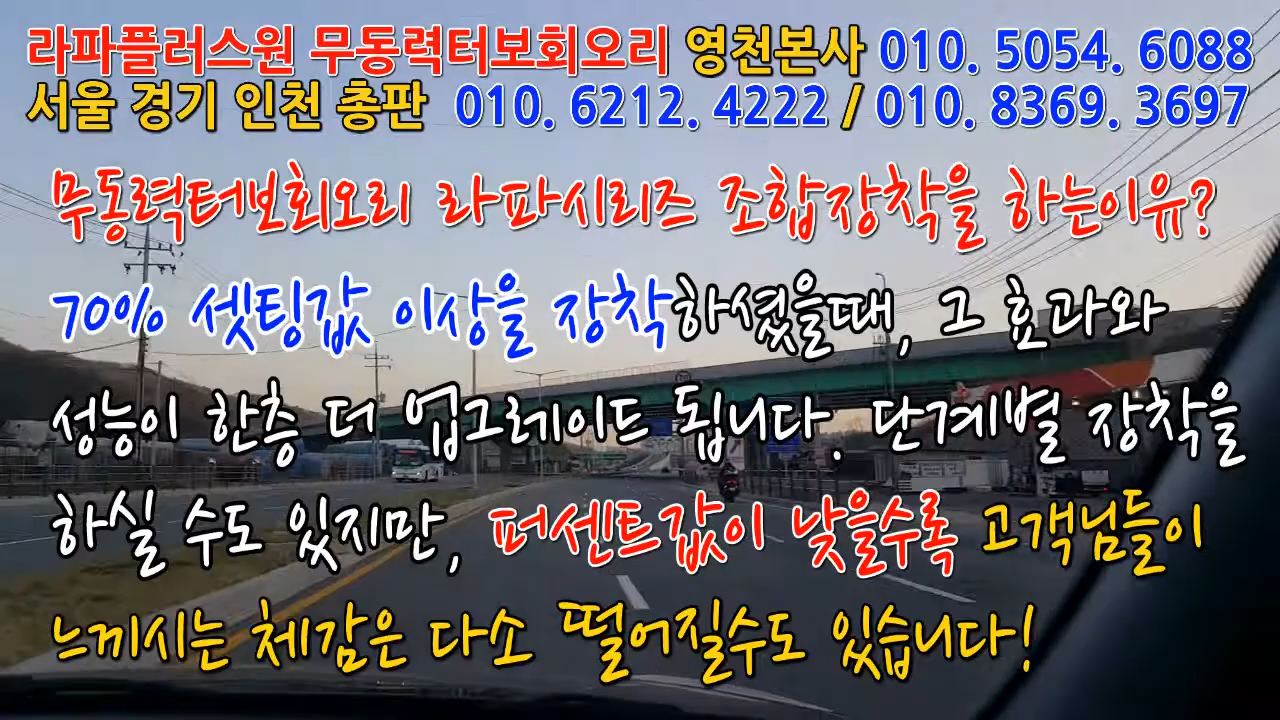 라파플러스원 무동력터보회오리 영천본사 010. 5054. 6088
서울 경기 인천 총판 010. 6212. 4222 / 010. 8369. 3697
무동력터보회오리 라파시리즈 조합장착을 하는이유?
70% 셋팅값 이상을 장착하셨을때, 그 효과와
성능이 한층 더 업그레이드 됩니다. 단계별 장착을
하실 수도 있지만, 퍼센트값이 낮을수록 고객님들이
느끼시는 체감은 다소 떨어질수도 있습니다!